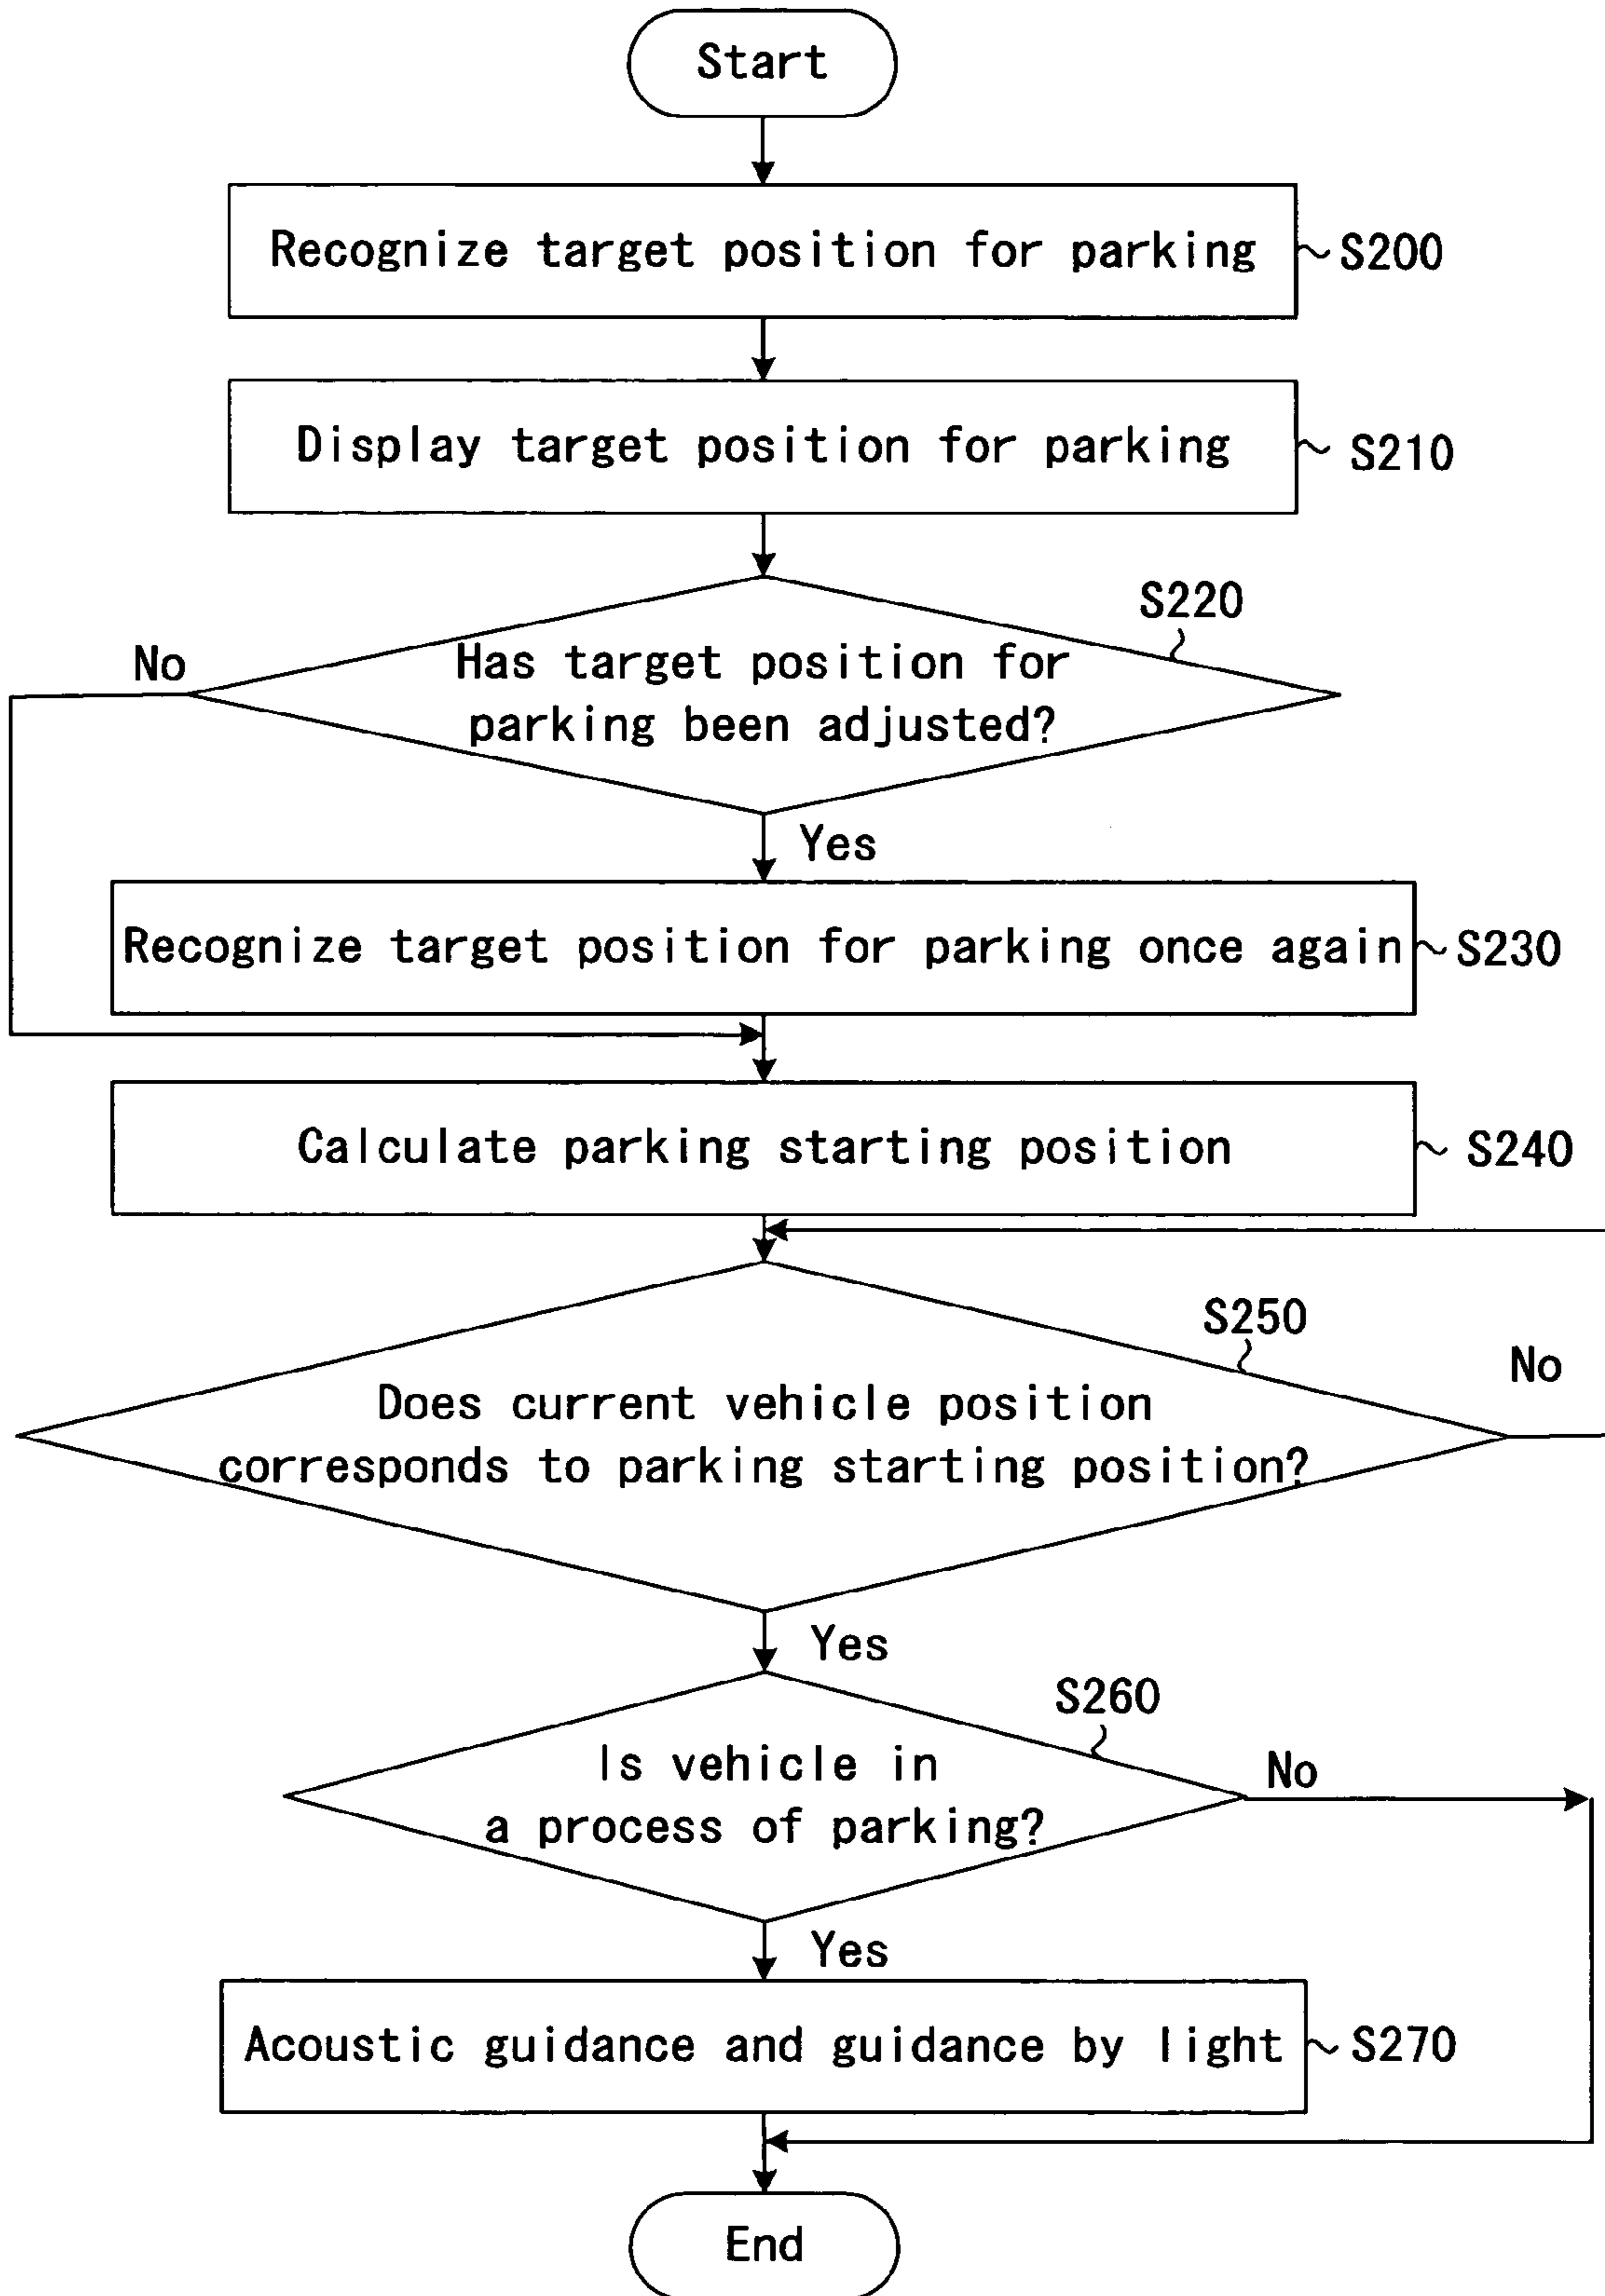 Start
Recognize target position for parking
S200
Display target position for parking
S210
S220
No
Has target position for
parking been adjusted?
Yes
Recognize target position for parking once again
S230
Calculate parking starting position
S240
S250
No
Does current vehicle position
corresponds to parking starting position?
Yes
S260
No
Is vehicle in
a process of parking?
Yes
Acoustic guidance and guidance by light
S270
End